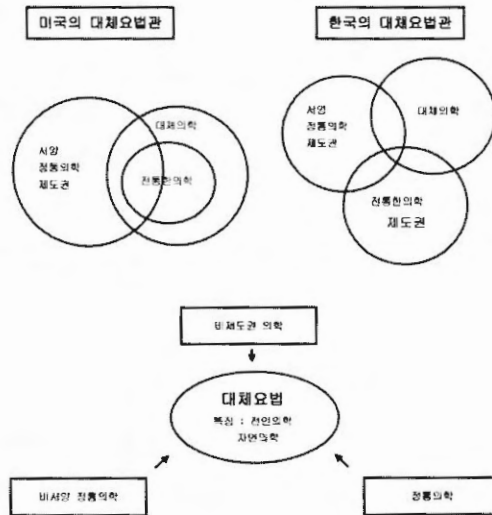 미국의 대체요법관
한국의 대체요법관
서양
정통의학
제도권
대체의학
전통한의학
서양
정통의학
제도권
대체의학
전통한의학
제도권
비제도권 의학
대체요법
특징 : 전인의학
자연의학
비서양 정통의학
정통의학